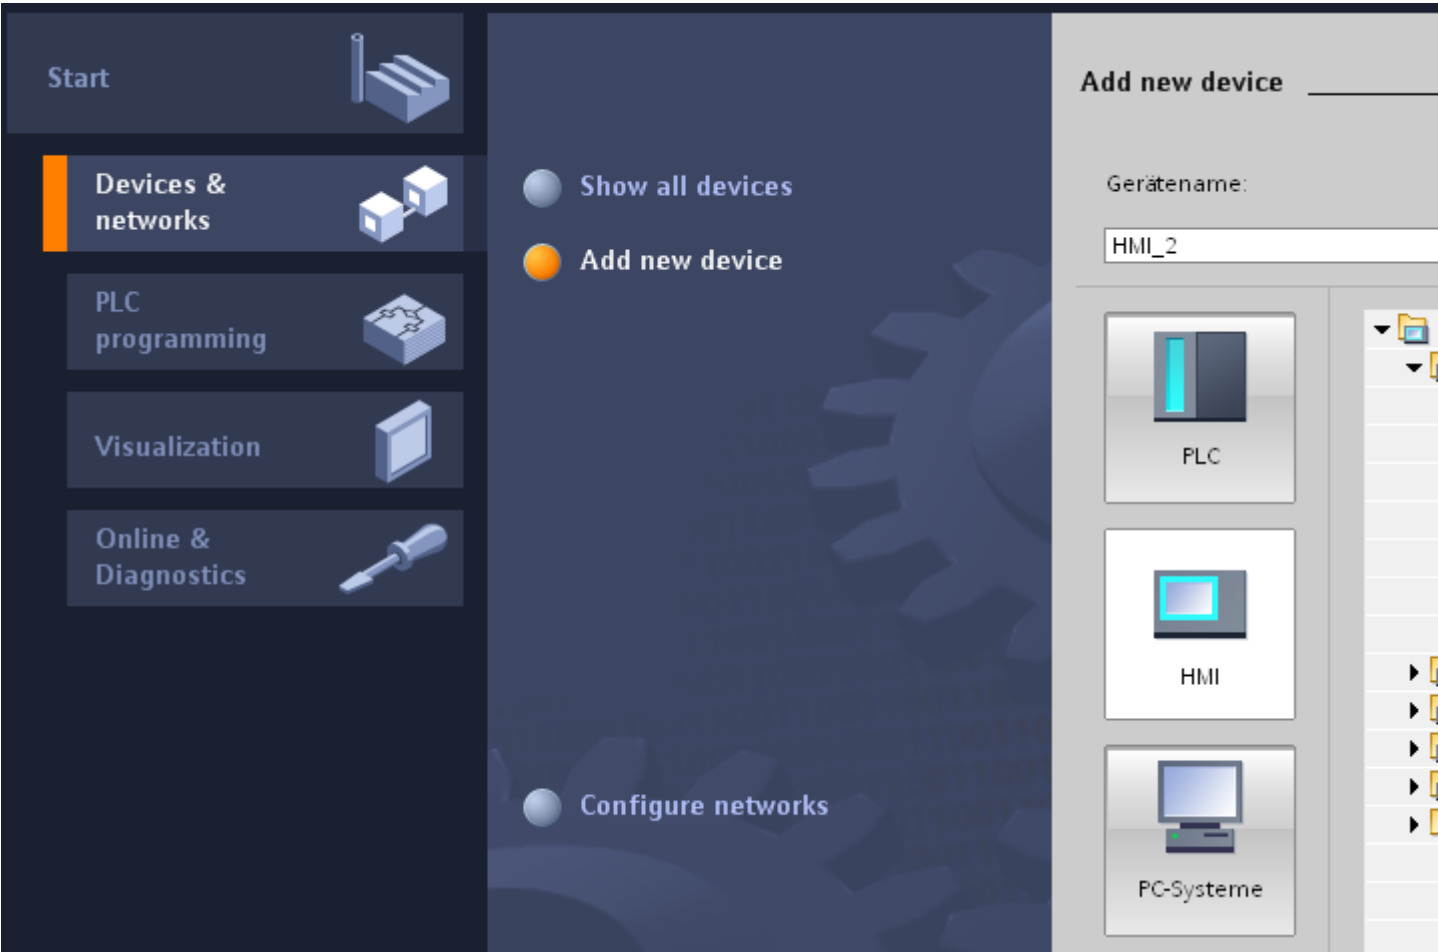 Start
Devices &
networks
PLC
programming
Visualization
Online &
Diagnostics
Show all devices
Add new device
Configure networks
Add new device
Gerätename:
HMI_2
PLC
HMI
PC-Systeme